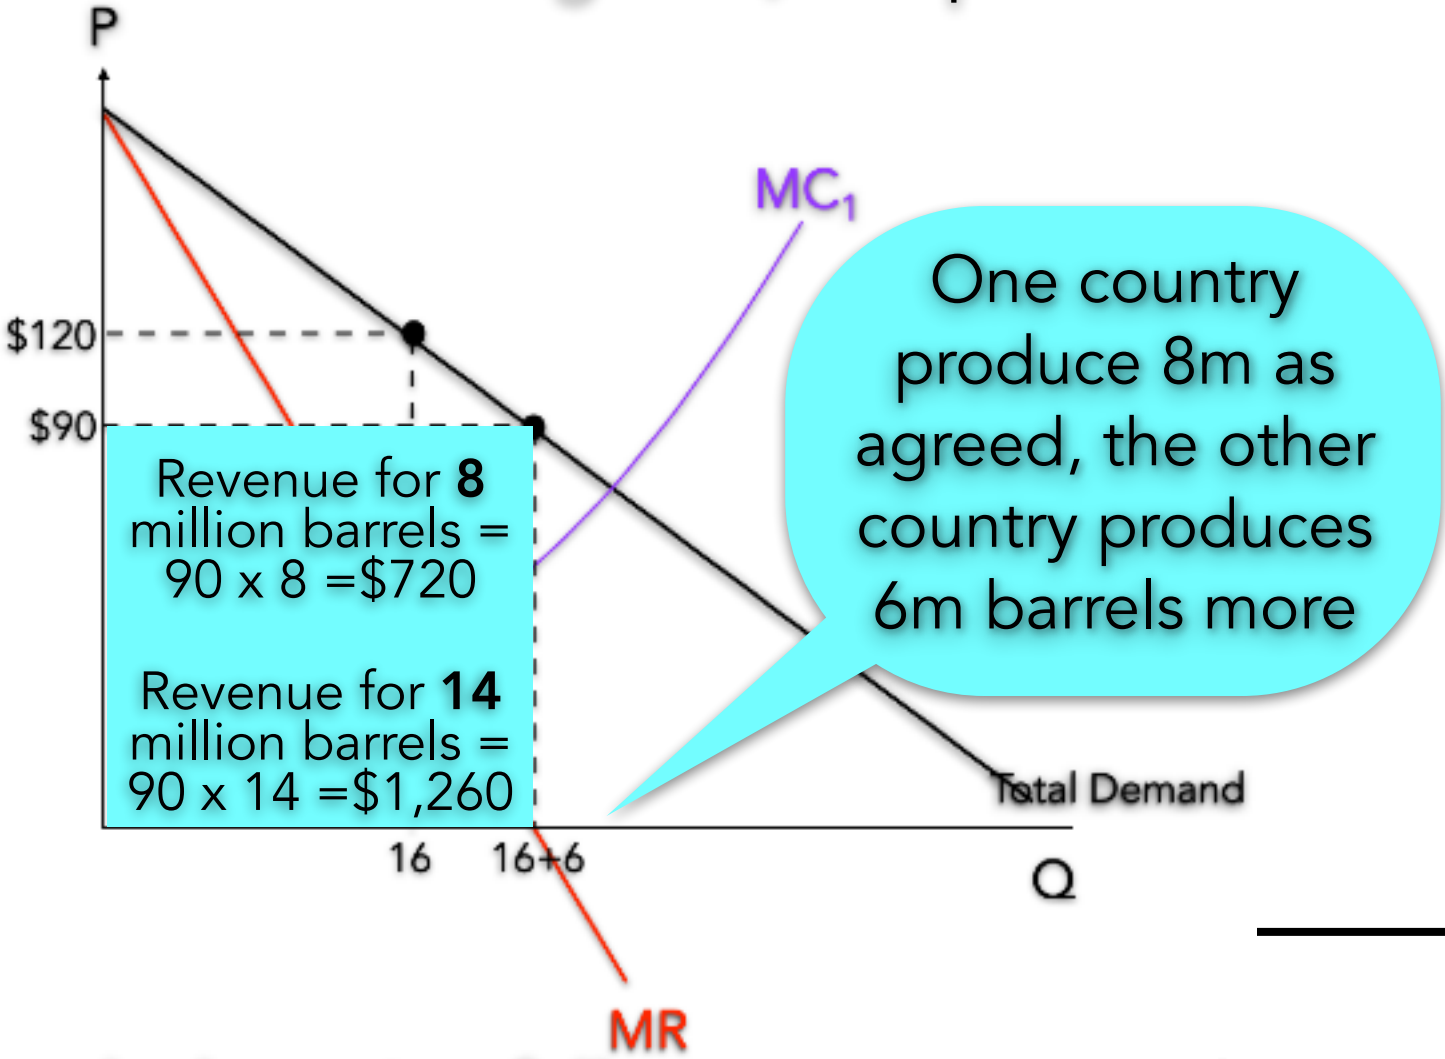 P
MC₁
$120
$90
Revenue for 8
million barrels =
90 x 8 =$720
Revenue for 14
million barrels =
90 x 14 =$1,260
One country
produce 8m as
agreed, the other
country produces
6m barrels more
Total Demand
16
16+6
Q
MR